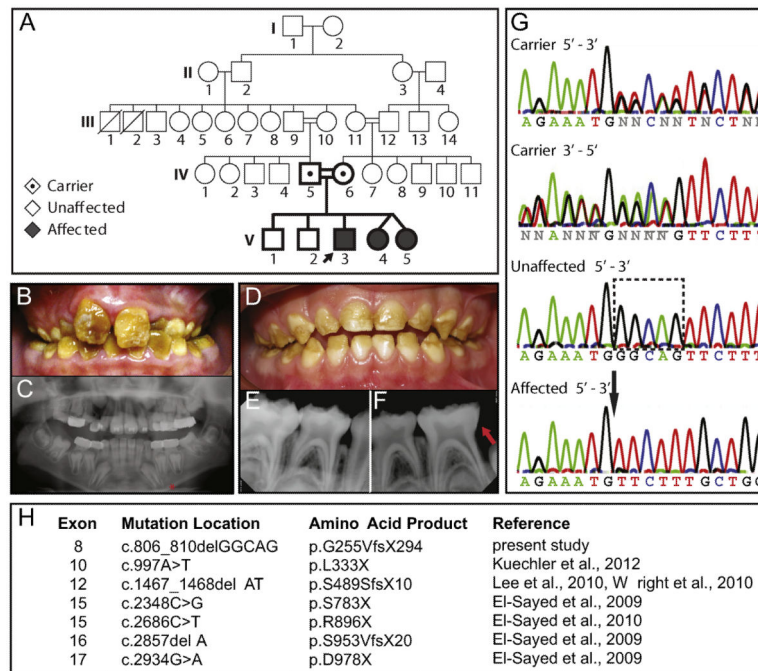 A
I
1 2
II
1 2 3 4
III
1 2 3 4 5 6 7 8 9 10 11 12 13 14
IV
1 2 3 4 5 6 7 8 9 10 11
V
1 2 3 4 5
Carrier
Unaffected
Affected
B
C
D
E F
G
Carrier 5' - 3'
AGAAATGNNCNNTNCTNN
Carrier 3' - 5'
NNANNNGNNNNGTTCTTT
Unaffected 5' - 3'
AGAAATGGGCAGTTCTTT
Affected 5' - 3'
AGAAATGTTCTTTGCTGG
H
Exon Mutation Location Amino Acid Product Reference
8 c.806_810delGGCAG p.G255VfsX294 present study
10 c.997A>T p.L333X Kuechler et al., 2012
12 c.1467_1468del AT p.S489SfsX10 Lee et al., 2010, W right et al., 2010
15 c.2348C>G p.S783X El-Sayed et al., 2009
15 c.2686C>T p.R896X El-Sayed et al., 2010
16 c.2857del A p.S953VfsX20 El-Sayed et al., 2009
17 c.2934G>A p.D978X El-Sayed et al., 2009